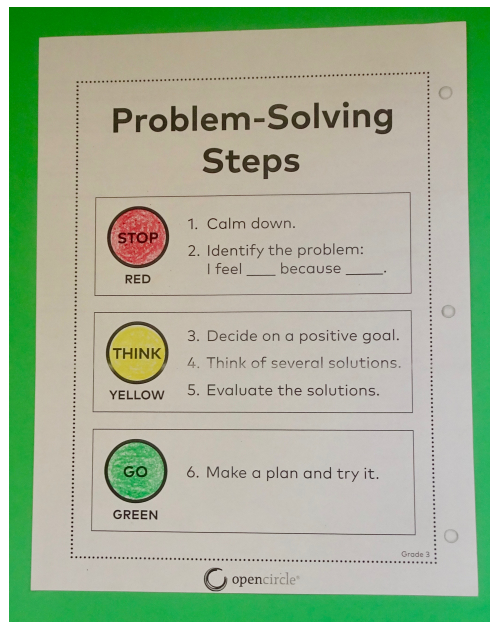 Problem-Solving
Steps
STOP
RED
1. Calm down.
2. Identify the problem:
I feel ____ because _____.
THINK
YELLOW
3. Decide on a positive goal.
4. Think of several solutions.
5. Evaluate the solutions.
GO
GREEN
6. Make a plan and try it.
Grade 3
opencircle®